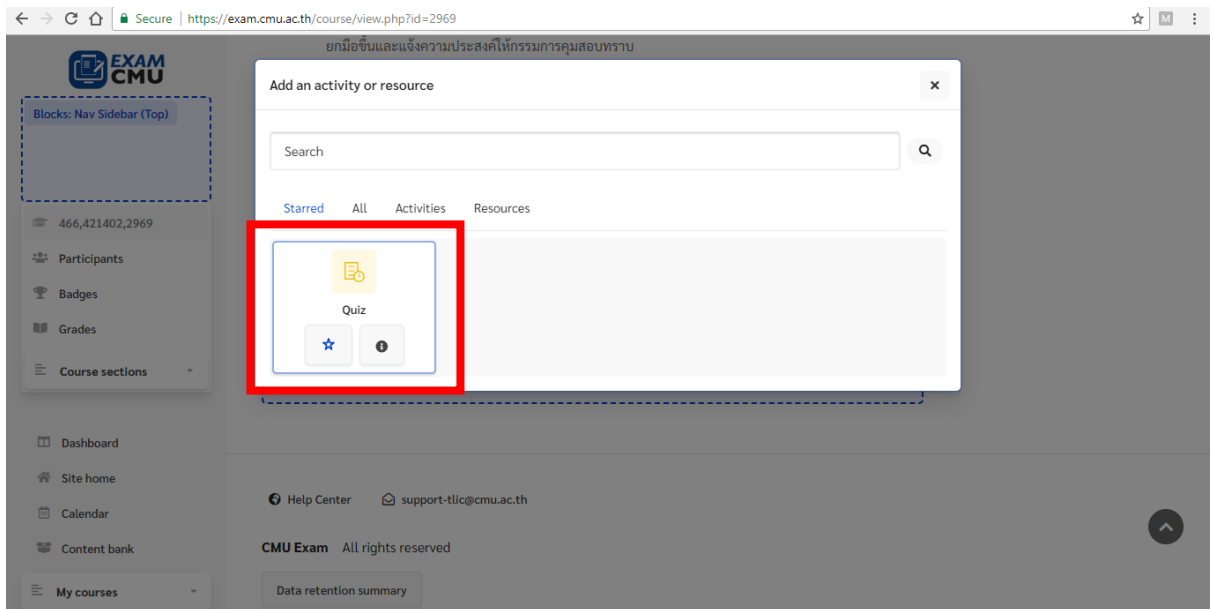 Secure
https://exam.cmu.ac.th/course/view.php?id=2969
M
EXAM
CMU
Blocks: Nav Sidebar (Top)
466,421402,2969
Participants
Badges
Grades
Course sections
Dashboard
Site home
Calendar
Content bank
My courses
ยกมือขึ้นและแจ้งความประสงค์ให้กรรมการคุมสอบทราบ
Add an activity or resource
Search
Starred All Activities Resources
Quiz
Help Center support-tlic@cmu.ac.th
CMU Exam All rights reserved
Data retention summary